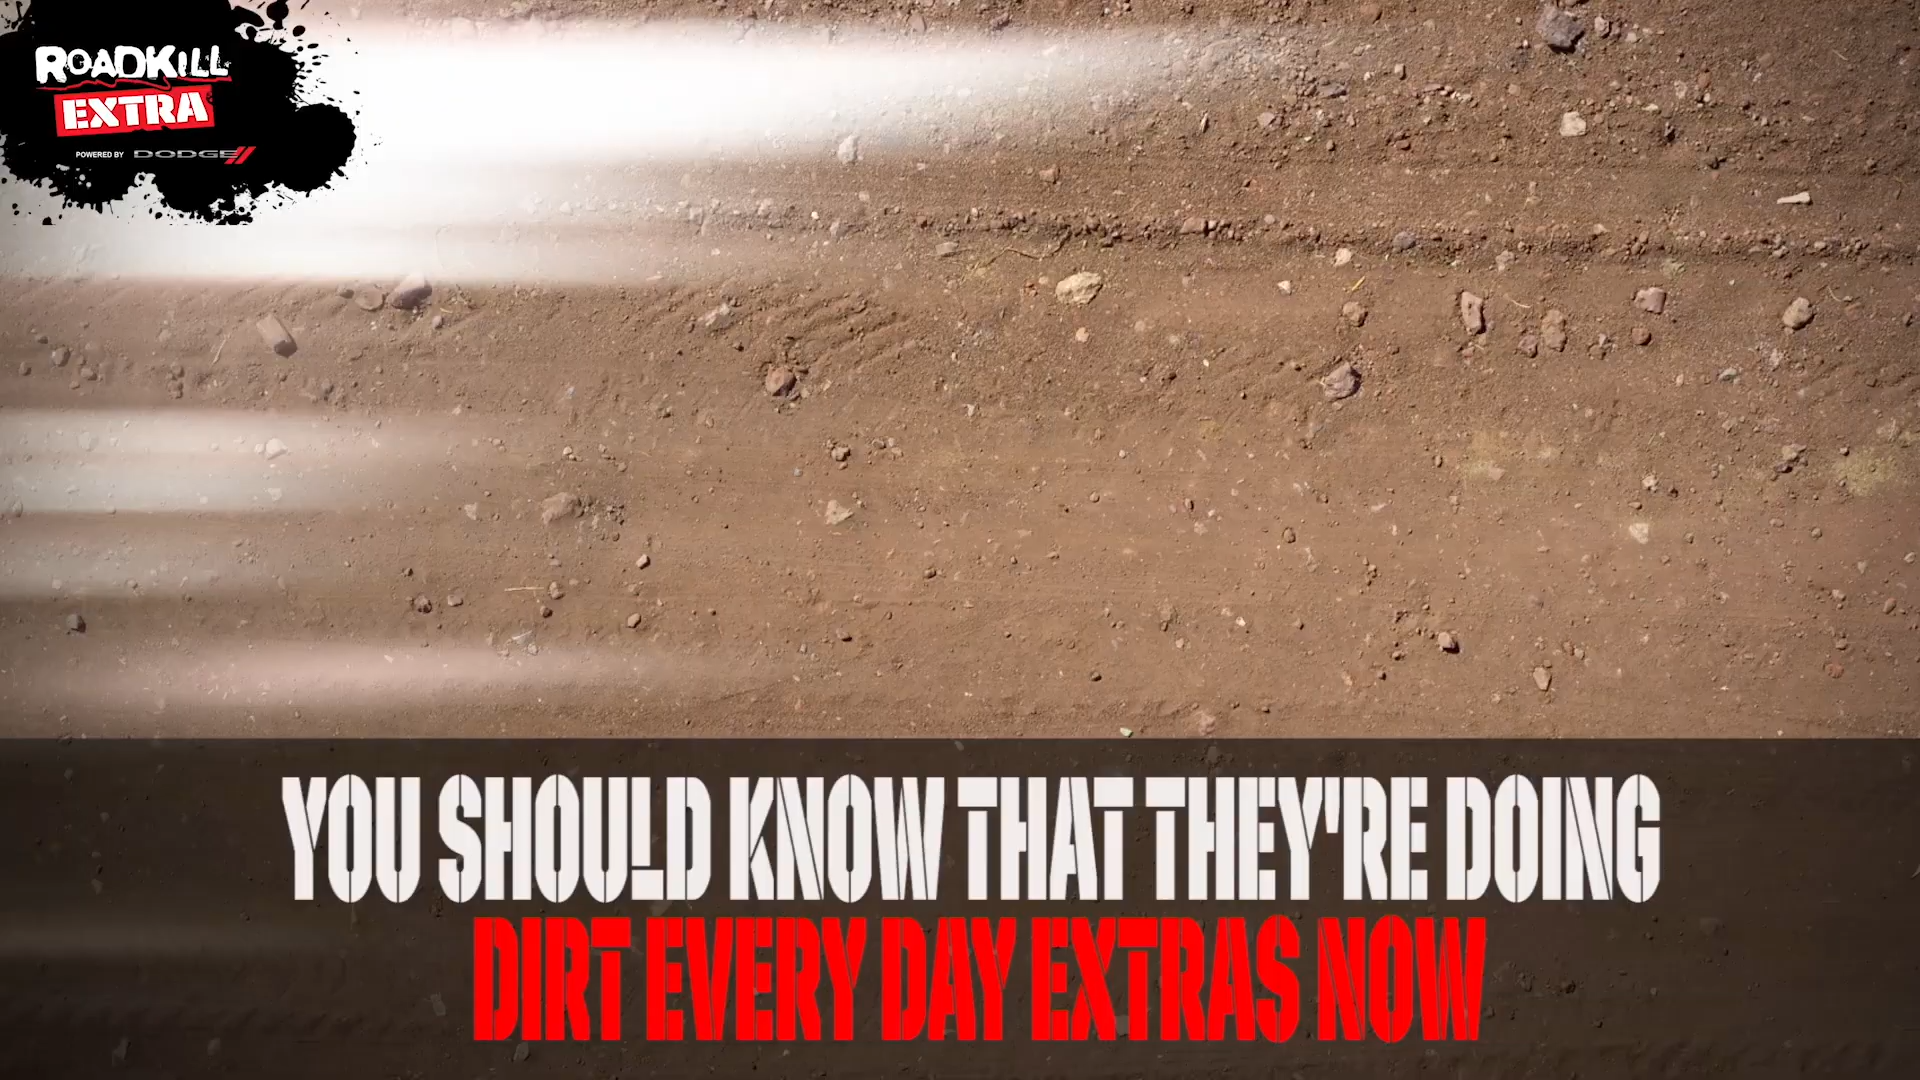 ROADKILL
EXTRA
POWERED BY DODGE
YOU SHOULD KNOW THAT THEY'RE DOING
DIRT EVERY DAY EXTRAS NOW